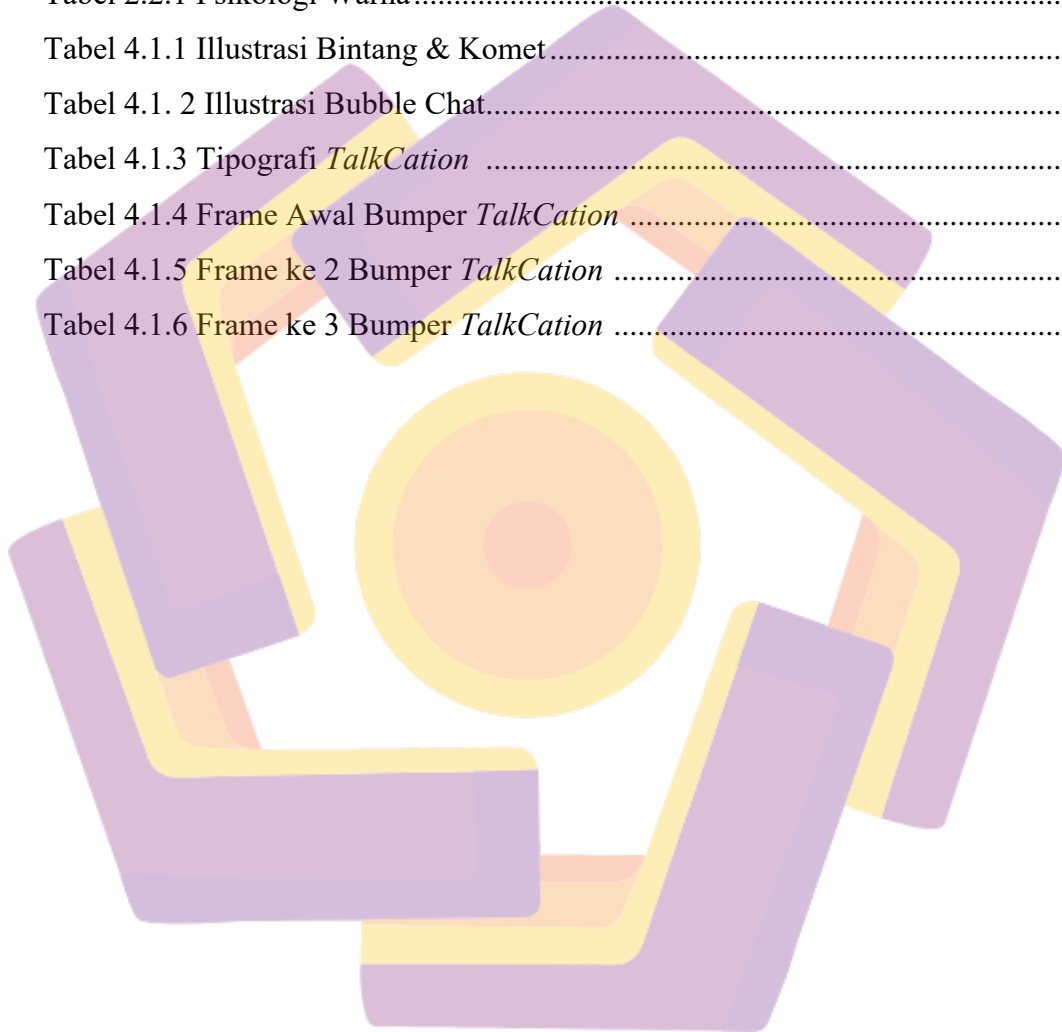 Tabel 2.2.1 Psikologi Warna..................................................................
Tabel 4.1.1 Illustrasi Bintang & Komet..................................................................
Tabel 4.1. 2 Illustrasi Bubble Chat..................................................................
Tabel 4.1.3 Tipografi TalkCation ..................................................................
Tabel 4.1.4 Frame Awal Bumper TalkCation ..................................................................
Tabel 4.1.5 Frame ke 2 Bumper TalkCation ..................................................................
Tabel 4.1.6 Frame ke 3 Bumper TalkCation ..................................................................